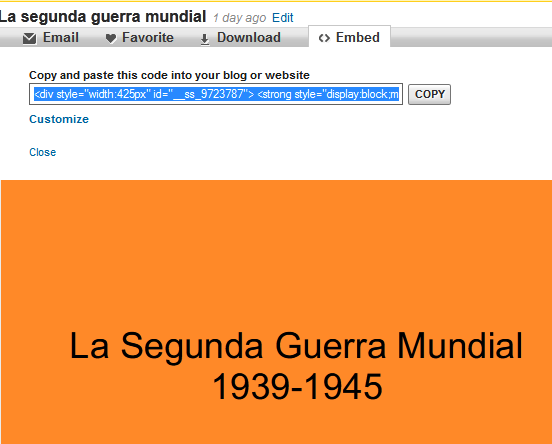 La segunda guerra mundial 1 day ago Edit
Email Favorite Download <> Embed
Copy and paste this code into your blog or website
<div style="width:425px" id="__ss_9723787"> <strong style="display:block;m COPY
Customize
Close
La Segunda Guerra Mundial
1939-1945